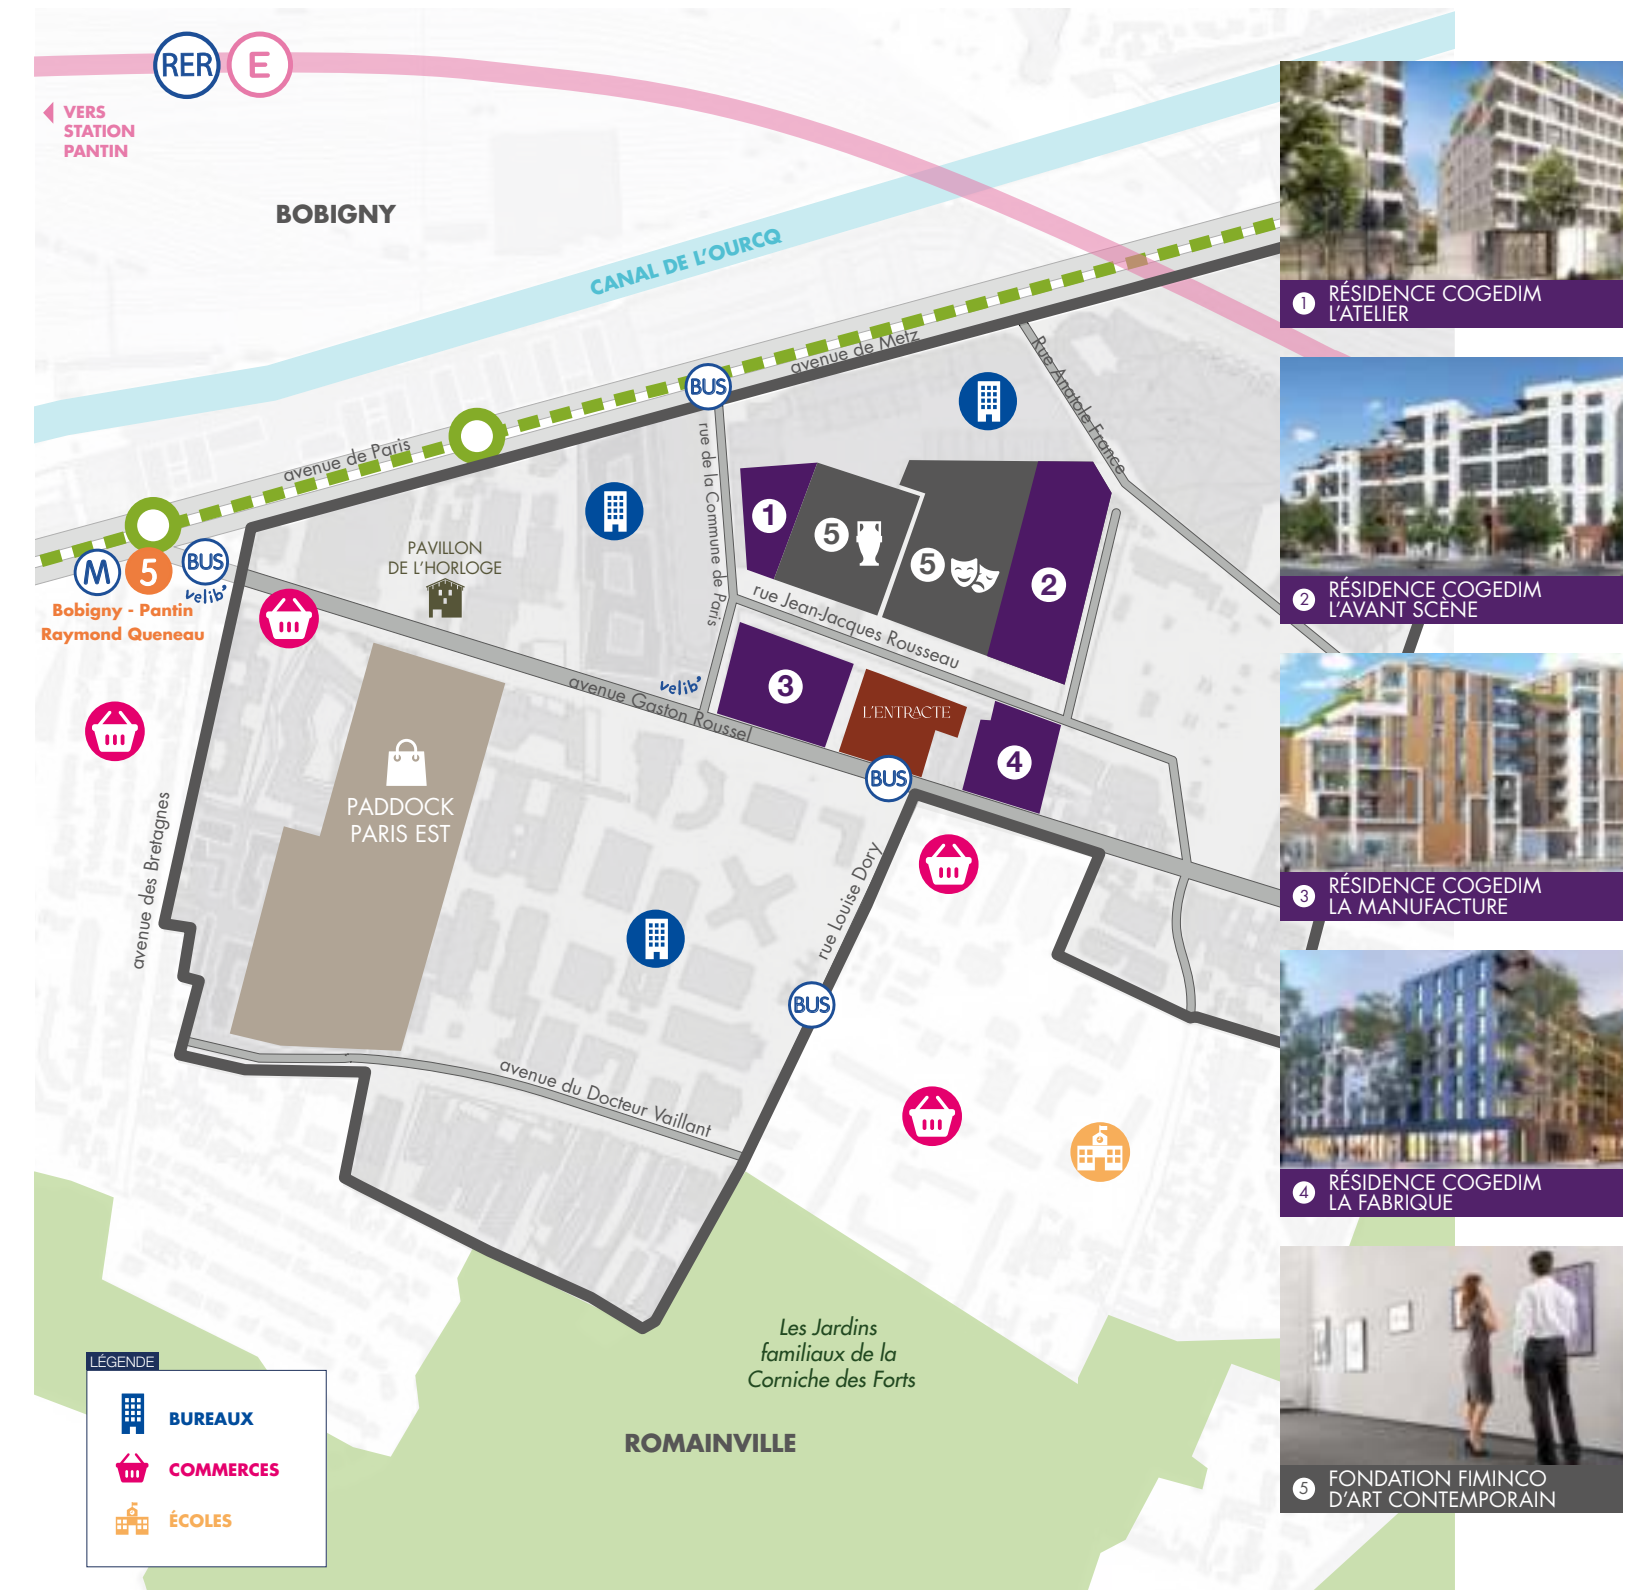 RER
E
VERS
STATION
PANTIN
BOBIGNY
CANAL DE L'OURCQ
avenue de Metz
BUS
Rue Anatole France
avenue de Paris
rue de la Commune de Paris
M
5
BUS
velib'
Bobigny - Pantin
Raymond Queneau
PAVILLON
DE L'HORLOGE
1
5
5
2
rue Jean-Jacques Rousseau
3
velib'
avenue Gaston Roussel
L'ENTRACTE
4
BUS
PADDOCK
PARIS EST
avenue des Bretagnes
rue Louise Dory
BUS
avenue du Docteur Vaillant
Les Jardins
familiaux de la
Corniche des Forts
ROMAINVILLE
LÉGENDE
BUREAUX
COMMERCES
ÉCOLES
1 RÉSIDENCE COGEDIM
L'ATELIER
2 RÉSIDENCE COGEDIM
L'AVANT SCÈNE
3 RÉSIDENCE COGEDIM
LA MANUFACTURE
4 RÉSIDENCE COGEDIM
LA FABRIQUE
5 FONDATION FIMINCO
D'ART CONTEMPORAIN